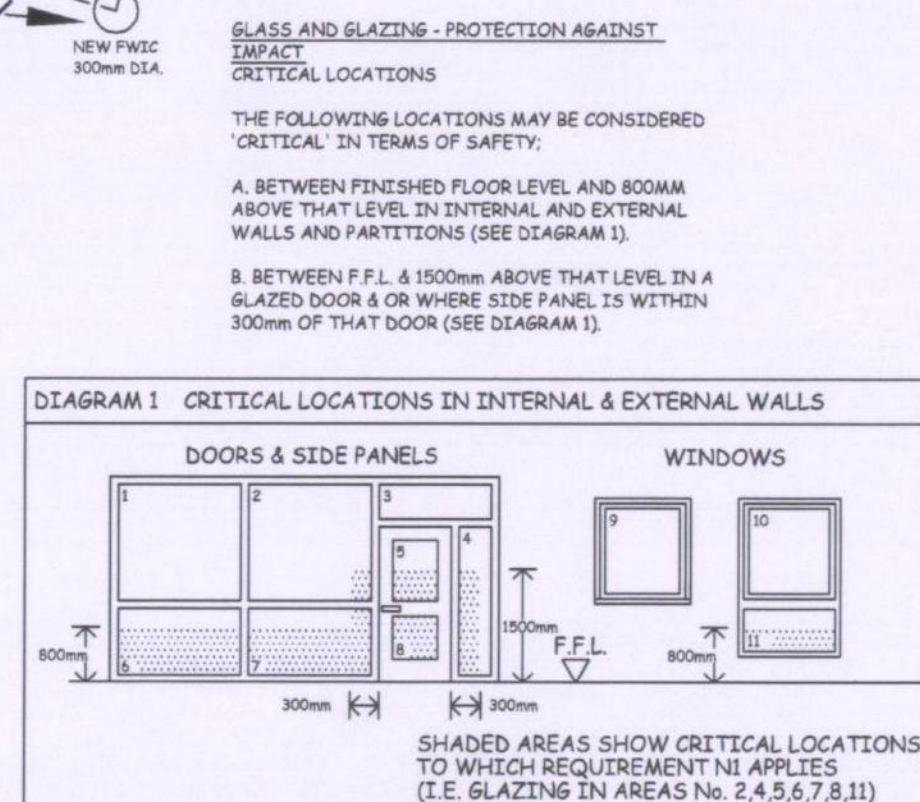 NEW FWIC
300mm DIA.
GLASS AND GLAZING - PROTECTION AGAINST
IMPACT
CRITICAL LOCATIONS
THE FOLLOWING LOCATIONS MAY BE CONSIDERED
'CRITICAL' IN TERMS OF SAFETY;
A. BETWEEN FINISHED FLOOR LEVEL AND 800MM
ABOVE THAT LEVEL IN INTERNAL AND EXTERNAL
WALLS AND PARTITIONS (SEE DIAGRAM 1).
B. BETWEEN F.F.L. & 1500mm ABOVE THAT LEVEL IN A
GLAZED DOOR & OR WHERE SIDE PANEL IS WITHIN
300mm OF THAT DOOR (SEE DIAGRAM 1).
DIAGRAM 1 CRITICAL LOCATIONS IN INTERNAL & EXTERNAL WALLS
DOORS & SIDE PANELS
WINDOWS
1
2
3
4
5
9
10
800mm
6
7
8
1500mm
F.F.L.
800mm
11
300mm
300mm
SHADED AREAS SHOW CRITICAL LOCATIONS
TO WHICH REQUIREMENT N1 APPLIES
(I.E. GLAZING IN AREAS No. 2,4,5,6,7,8,11)